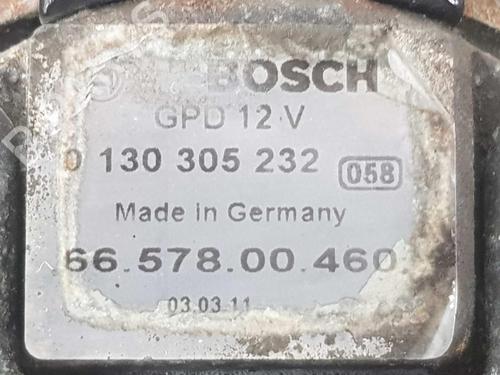 BOSCH
GPD 12 V
0 130 305 232 058
Made in Germany
66.578.00.460
03.03.11